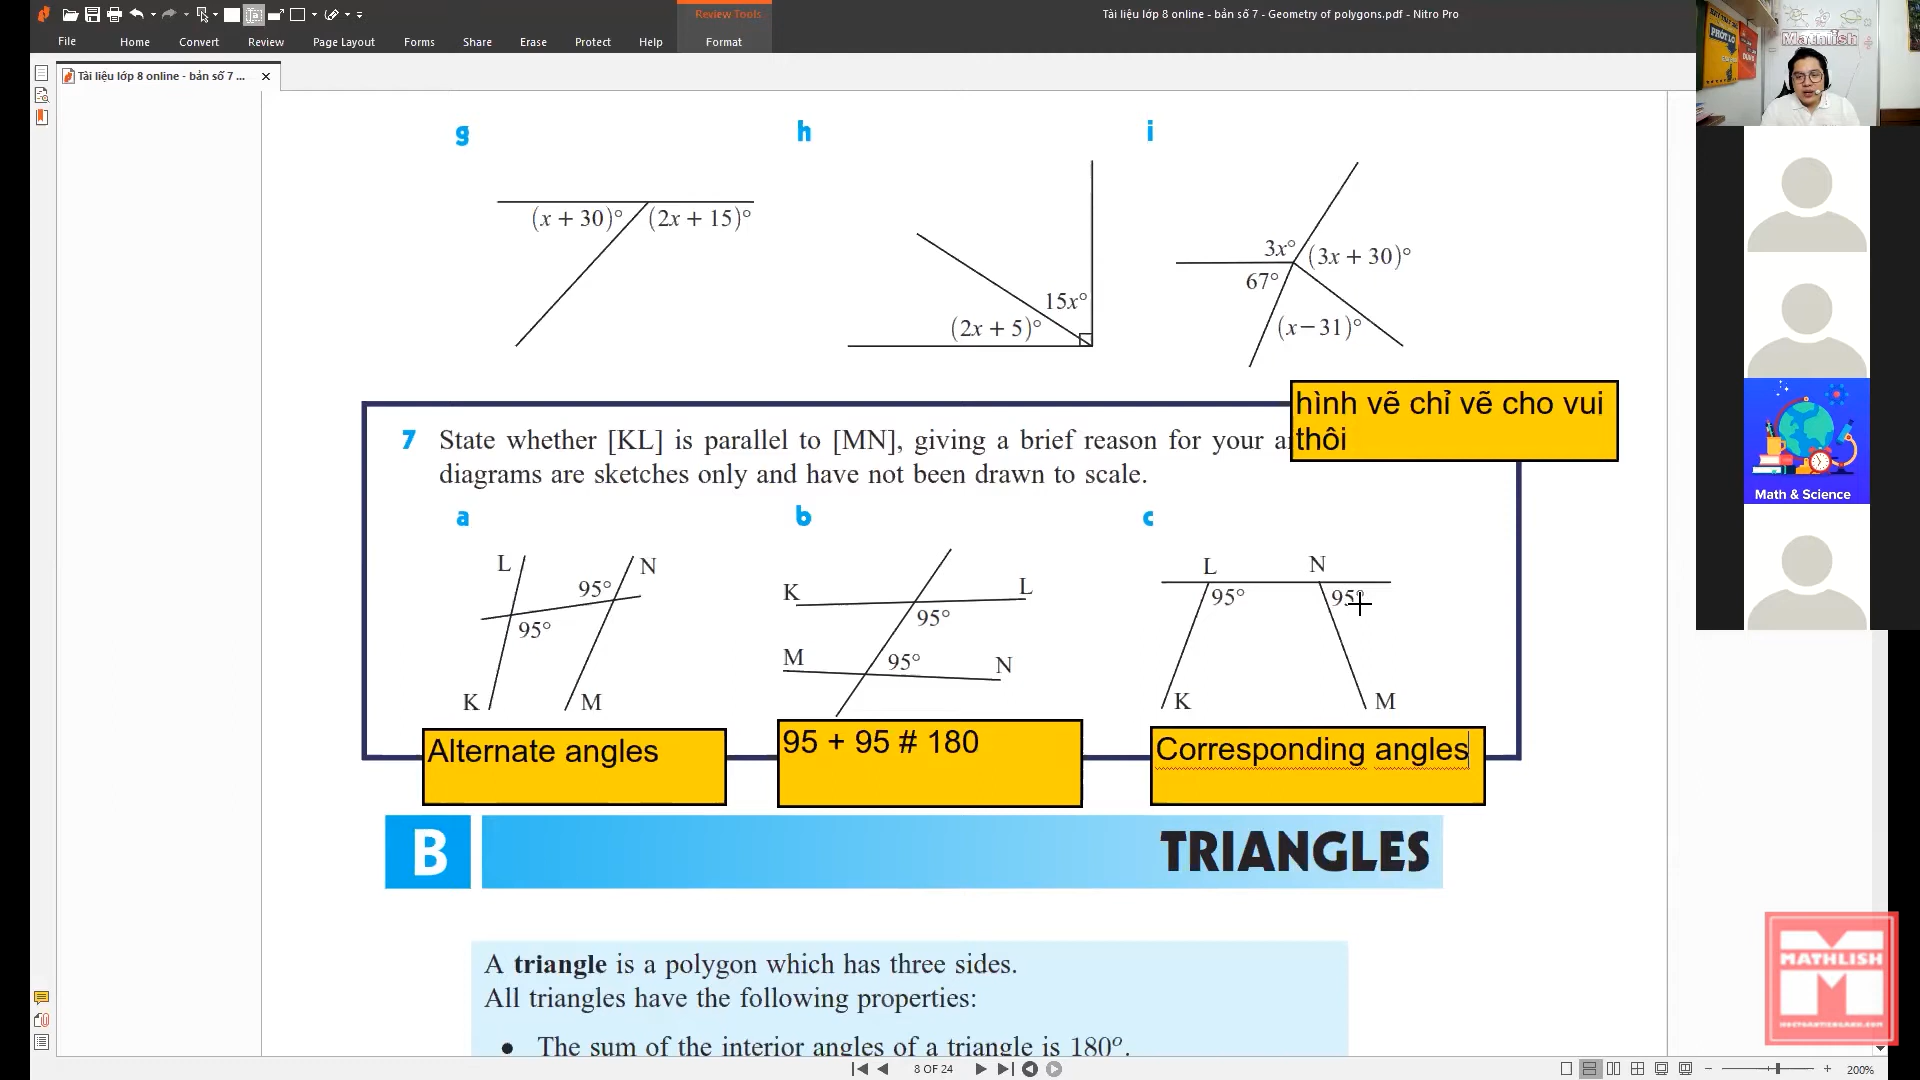 Review Tools
Tài liệu lớp 8 online - bản số 7 - Geometry of polygons.pdf - Nitro Pro
File Home Convert Review Page Layout Forms Share Erase Protect Help Format
Tài liệu lớp 8 online - bản số 7 ... ×
Mathlish
g h i
(x + 30)° (2x + 15)°
15x°
(2x + 5)°
3x° (3x + 30)°
67°
(x − 31)°
hình vẽ chỉ vẽ cho vui
thôi
7 State whether [KL] is parallel to [MN], giving a brief reason for your
diagrams are sketches only and have not been drawn to scale.
a b c
L N
95°
95°
K M
K L
95°
M 95° N
L N
95° 95°
K M
Alternate angles
95 + 95 # 180
Corresponding angles
Math & Science
B TRIANGLES
A triangle is a polygon which has three sides.
All triangles have the following properties:
• The sum of the interior angles of a triangle is 180°.
MATHLISH
M
HOCTOANTIENGANH.COM
8 OF 24
200%